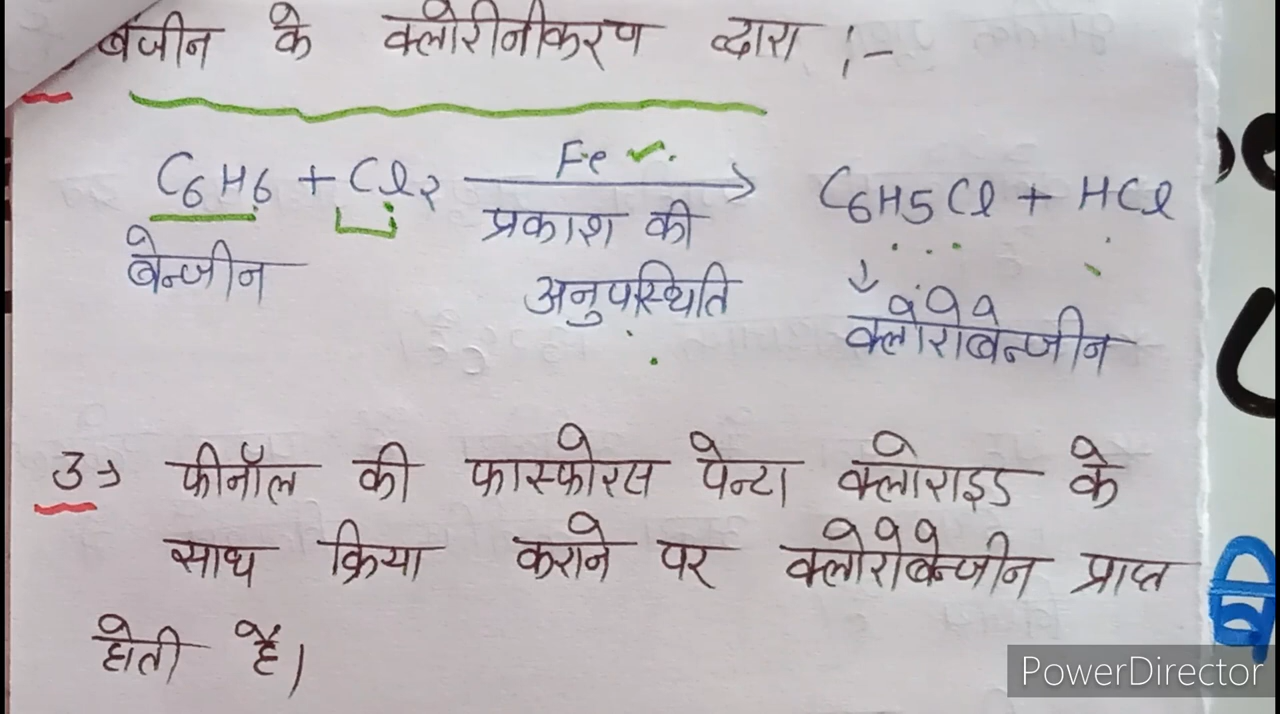 बेंजीन के क्लोरीनीकरण द्वारा :-
C6H6 + Cl2 Fe C6H5Cl + HCl
बेन्जीन प्रकाश की अनुपस्थिति क्लोरोबेन्जीन
3→ फीनॉल की फास्फोरस पेन्टा क्लोराइड के
साथ क्रिया कराने पर क्लोरोबेन्जीन प्राप्त
होती है।
PowerDirector